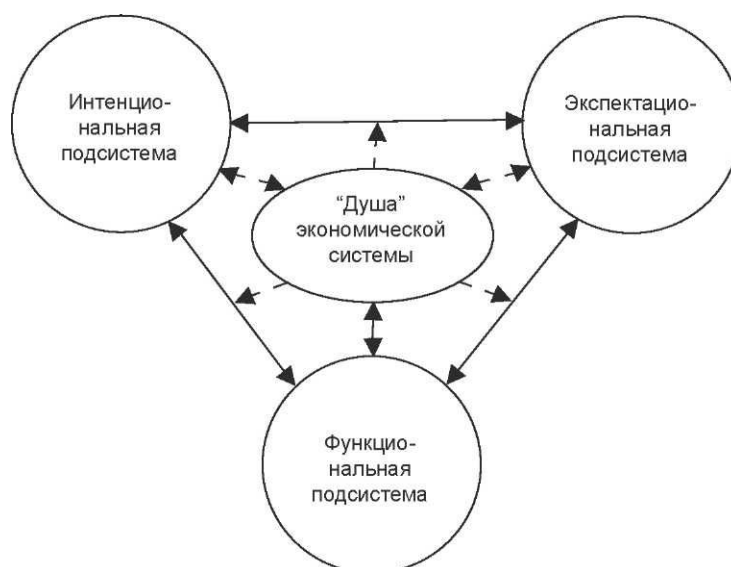 Интенцио-
нальная
подсистема
Экспектацио-
нальная
подсистема
“Душа”
экономической
системы
Функцио-
нальная
подсистема